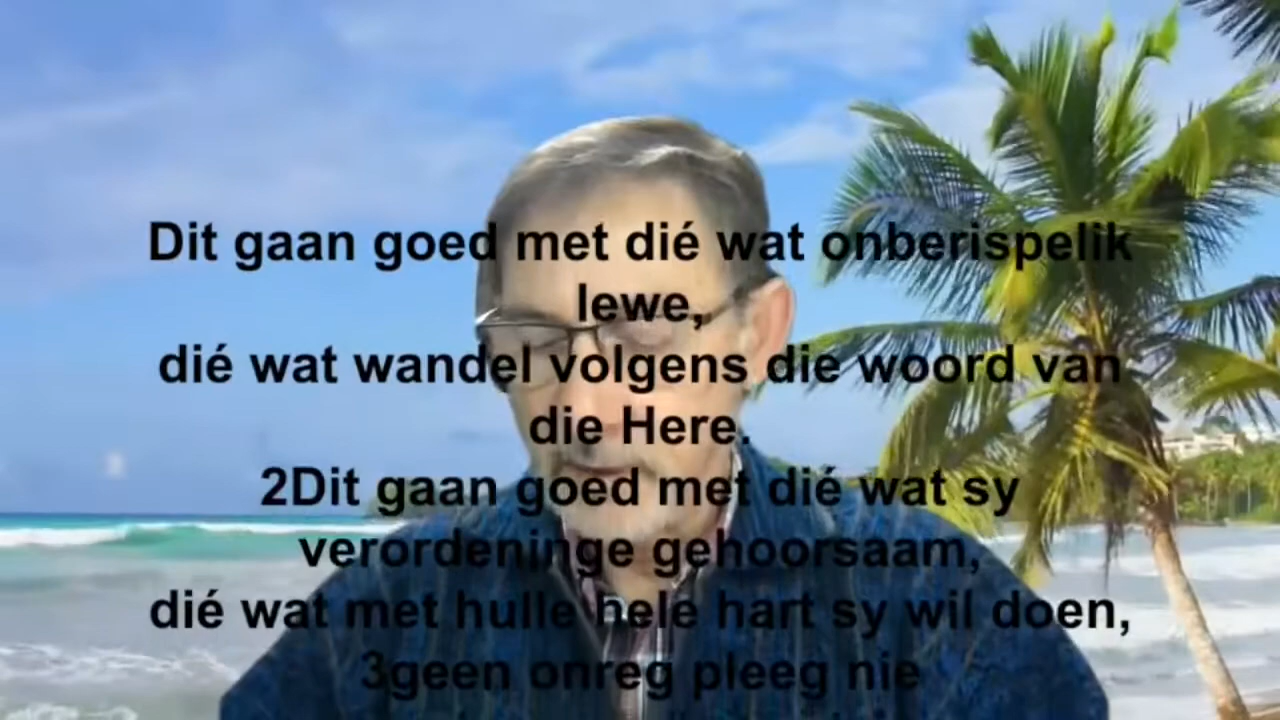 Dit gaan goed met dié wat onberispelik
lewe,
dié wat wandel volgens die woord van
die Here.
2Dit gaan goed met dié wat sy
verordeninge gehoorsaam,
dié wat met hulle hele hart sy wil doen,
3geen onreg pleeg nie